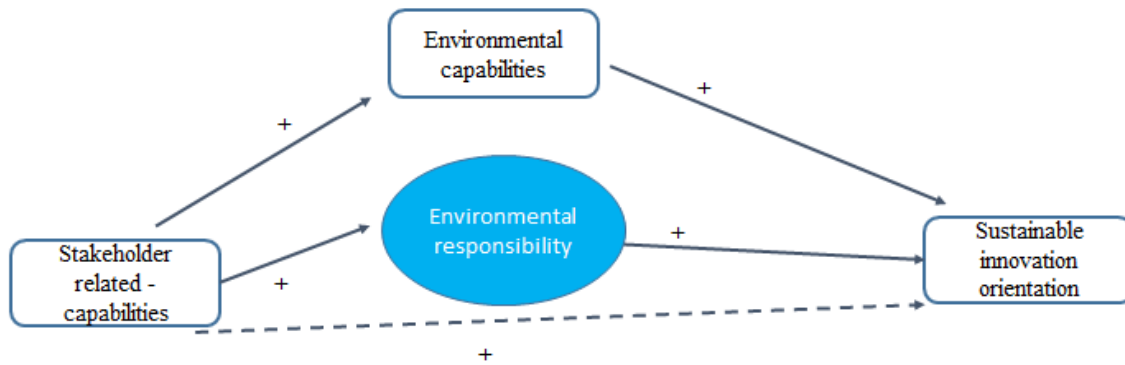 Environmental
capabilities
+
+
Environmental
responsibility
+
+
Stakeholder
related -
capabilities
Sustainable
innovation
orientation
+